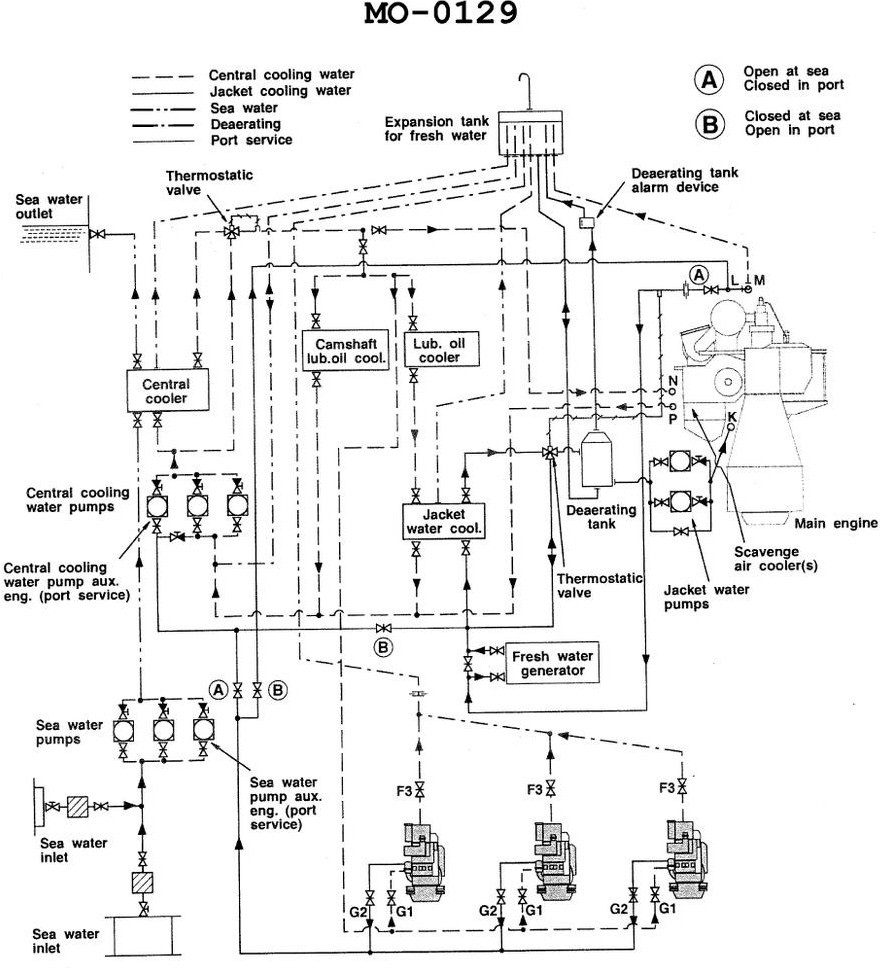 MO-0129
Central cooling water
Jacket cooling water
Sea water
Deaerating
Port service
A
Open at sea
Closed in port
B
Closed at sea
Open in port
Expansion tank
for fresh water
Thermostatic
valve
Deaerating tank
alarm device
Sea water
outlet
A
L
M
Camshaft
lub.oil cool.
Lub. oil
cooler
Central
cooler
N
P
K
Central cooling
water pumps
Jacket
water cool.
Deaerating
tank
Main engine
Central cooling
water pump aux.
eng. (port service)
Thermostatic
valve
Scavenge
air cooler(s)
Jacket water
pumps
B
Fresh water
generator
A
B
Sea water
pumps
Sea water
pump aux.
eng. (port
service)
F3
F3
F3
Sea water
inlet
G2
G1
G2
G1
G2
G1
Sea water
inlet